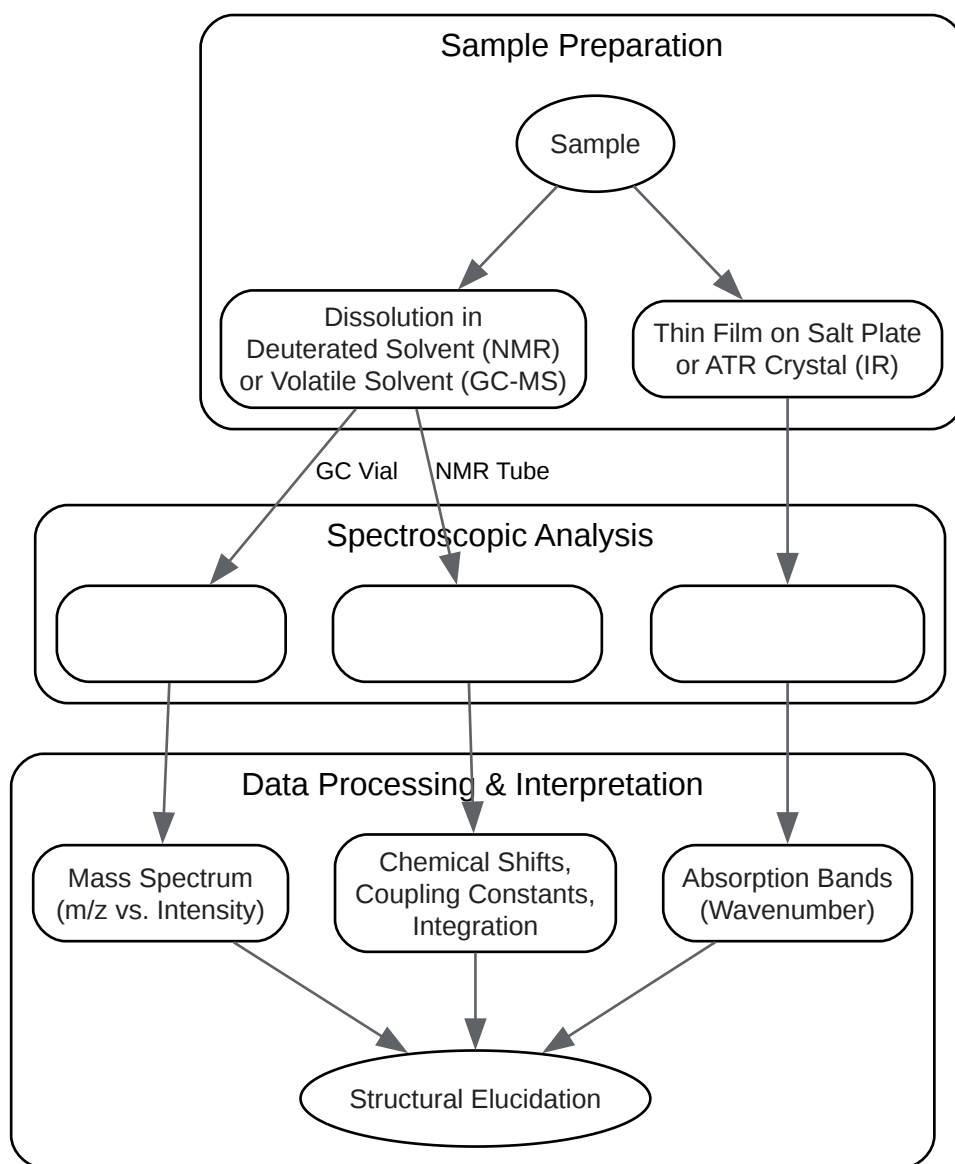 Sample Preparation
Sample
Dissolution in
Deuterated Solvent (NMR)
or Volatile Solvent (GC-MS)
Thin Film on Salt Plate
or ATR Crystal (IR)
GC Vial
NMR Tube
Spectroscopic Analysis
Data Processing & Interpretation
Mass Spectrum
(m/z vs. Intensity)
Chemical Shifts,
Coupling Constants,
Integration
Absorption Bands
(Wavenumber)
Structural Elucidation